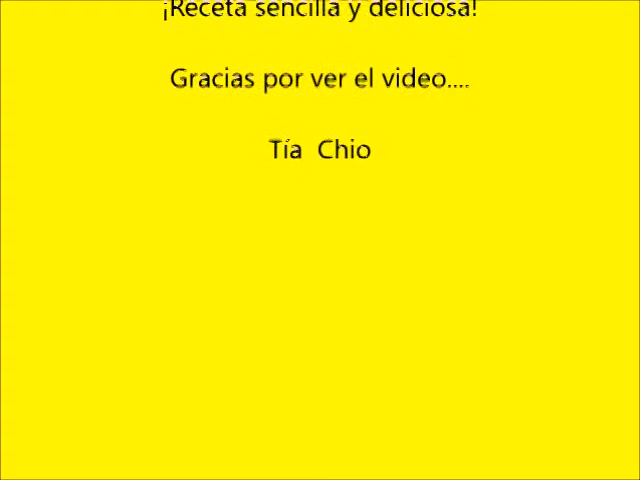 ¡Receta sencilla y deliciosa!
Gracias por ver el video....
Tía Chio